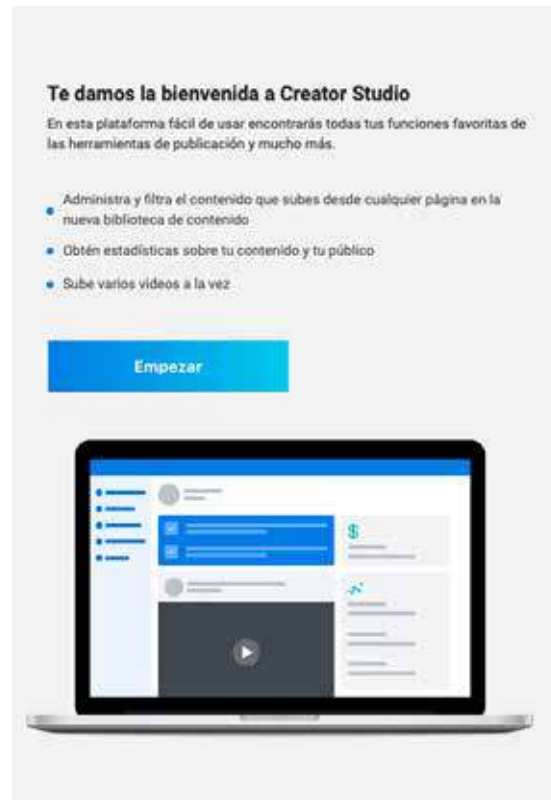 Te damos la bienvenida a Creator Studio
En esta plataforma fácil de usar encontrarás todas tus funciones favoritas de
las herramientas de publicación y mucho más.
Administra y filtra el contenido que subes desde cualquier página en la
nueva biblioteca de contenido
Obtén estadísticas sobre tu contenido y tu público
Sube varios videos a la vez
Empezar
$